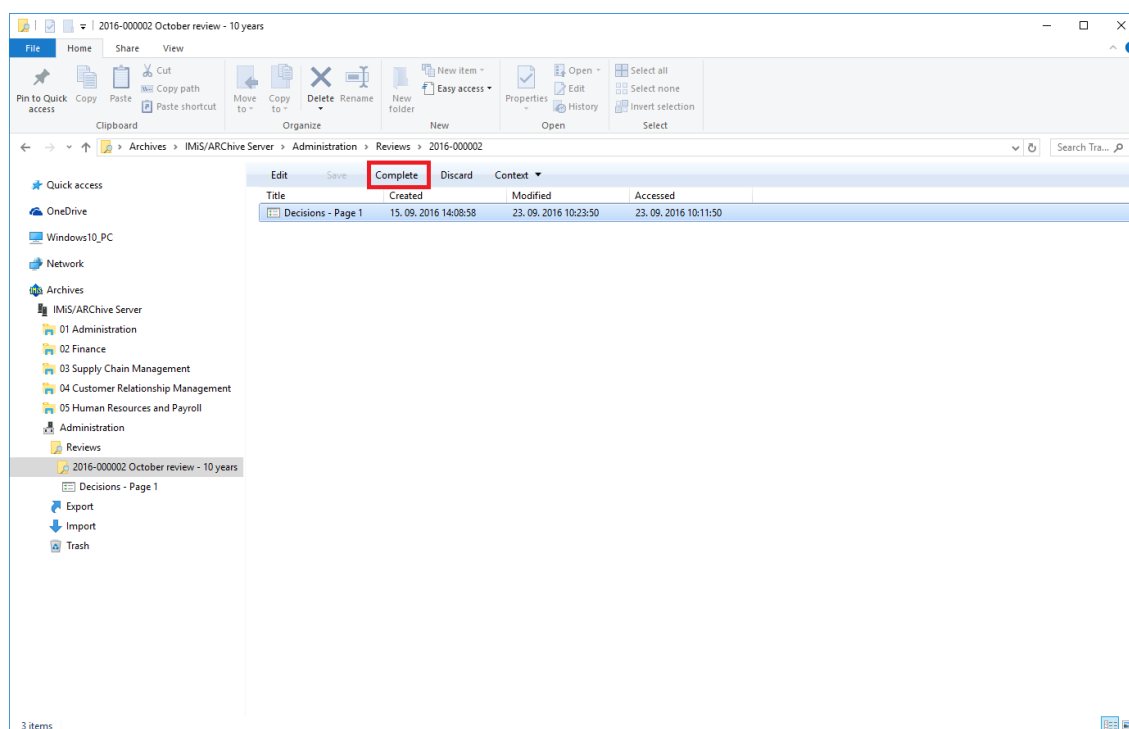 2016-000002 October review - 10 years
File Home Share View
Pin to Quick access
Copy
Paste
Cut
Copy path
Paste shortcut
Move to
Copy to
Delete
Rename
New folder
New item
Easy access
Properties
Open
Edit
History
Select all
Select none
Invert selection
Clipboard Organize New Open Select
Archives > IMiS/ARChive Server > Administration > Reviews > 2016-000002
Search Tra...
Edit Save Complete Discard Context
Title Created Modified Accessed
Decisions - Page 1 15. 09. 2016 14:08:58 23. 09. 2016 10:23:50 23. 09. 2016 10:11:50
Quick access
OneDrive
Windows10_PC
Network
Archives
IMiS/ARChive Server
01 Administration
02 Finance
03 Supply Chain Management
04 Customer Relationship Management
05 Human Resources and Payroll
Administration
Reviews
2016-000002 October review - 10 years
Decisions - Page 1
Export
Import
Trash
3 items